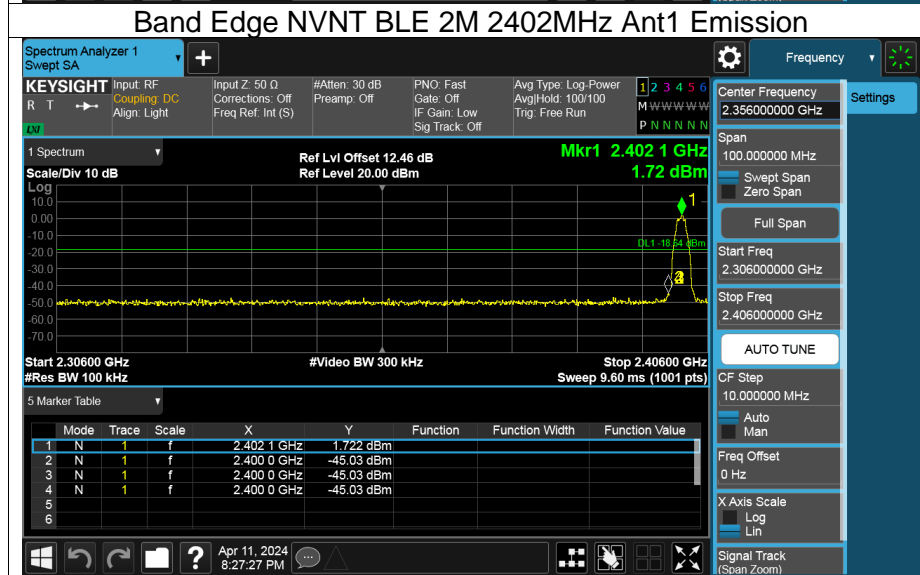 Band Edge NVNT BLE 2M 2402MHz Ant1 Emission
Spectrum Analyzer 1
Swept SA
+
Frequency
KEYSIGHT
R T
LXI
Input: RF
Coupling: DC
Align: Light
Input Z: 50 Ω
Corrections: Off
Freq Ref: Int (S)
#Atten: 30 dB
Preamp: Off
PNO: Fast
Gate: Off
IF Gain: Low
Sig Track: Off
Avg Type: Log-Power
Avg|Hold: 100/100
Trig: Free Run
1 2 3 4 5 6
M W W W W W
P N N N N N
Center Frequency
2.356000000 GHz
Settings
1 Spectrum
Scale/Div 10 dB
Ref Lvl Offset 12.46 dB
Ref Level 20.00 dBm
Mkr1 2.402 1 GHz
1.72 dBm
Log
10.0
0.00
-10.0
-20.0
-30.0
-40.0
-50.0
-60.0
-70.0
1
DL1 -18.54 dBm
Start 2.30600 GHz
#Res BW 100 kHz
#Video BW 300 kHz
Stop 2.40600 GHz
Sweep 9.60 ms (1001 pts)
Span
100.000000 MHz
Swept Span
Zero Span
Full Span
Start Freq
2.306000000 GHz
Stop Freq
2.406000000 GHz
AUTO TUNE
CF Step
10.000000 MHz
Auto
Man
Freq Offset
0 Hz
X Axis Scale
Log
Lin
Signal Track
(Span Zoom)
5 Marker Table
Mode Trace Scale X Y Function Function Width Function Value
1 N 1 f 2.402 1 GHz 1.722 dBm
2 N 1 f 2.400 0 GHz -45.03 dBm
3 N 1 f 2.400 0 GHz -45.03 dBm
4 N 1 f 2.400 0 GHz -45.03 dBm
5
6
?
Apr 11, 2024
8:27:27 PM